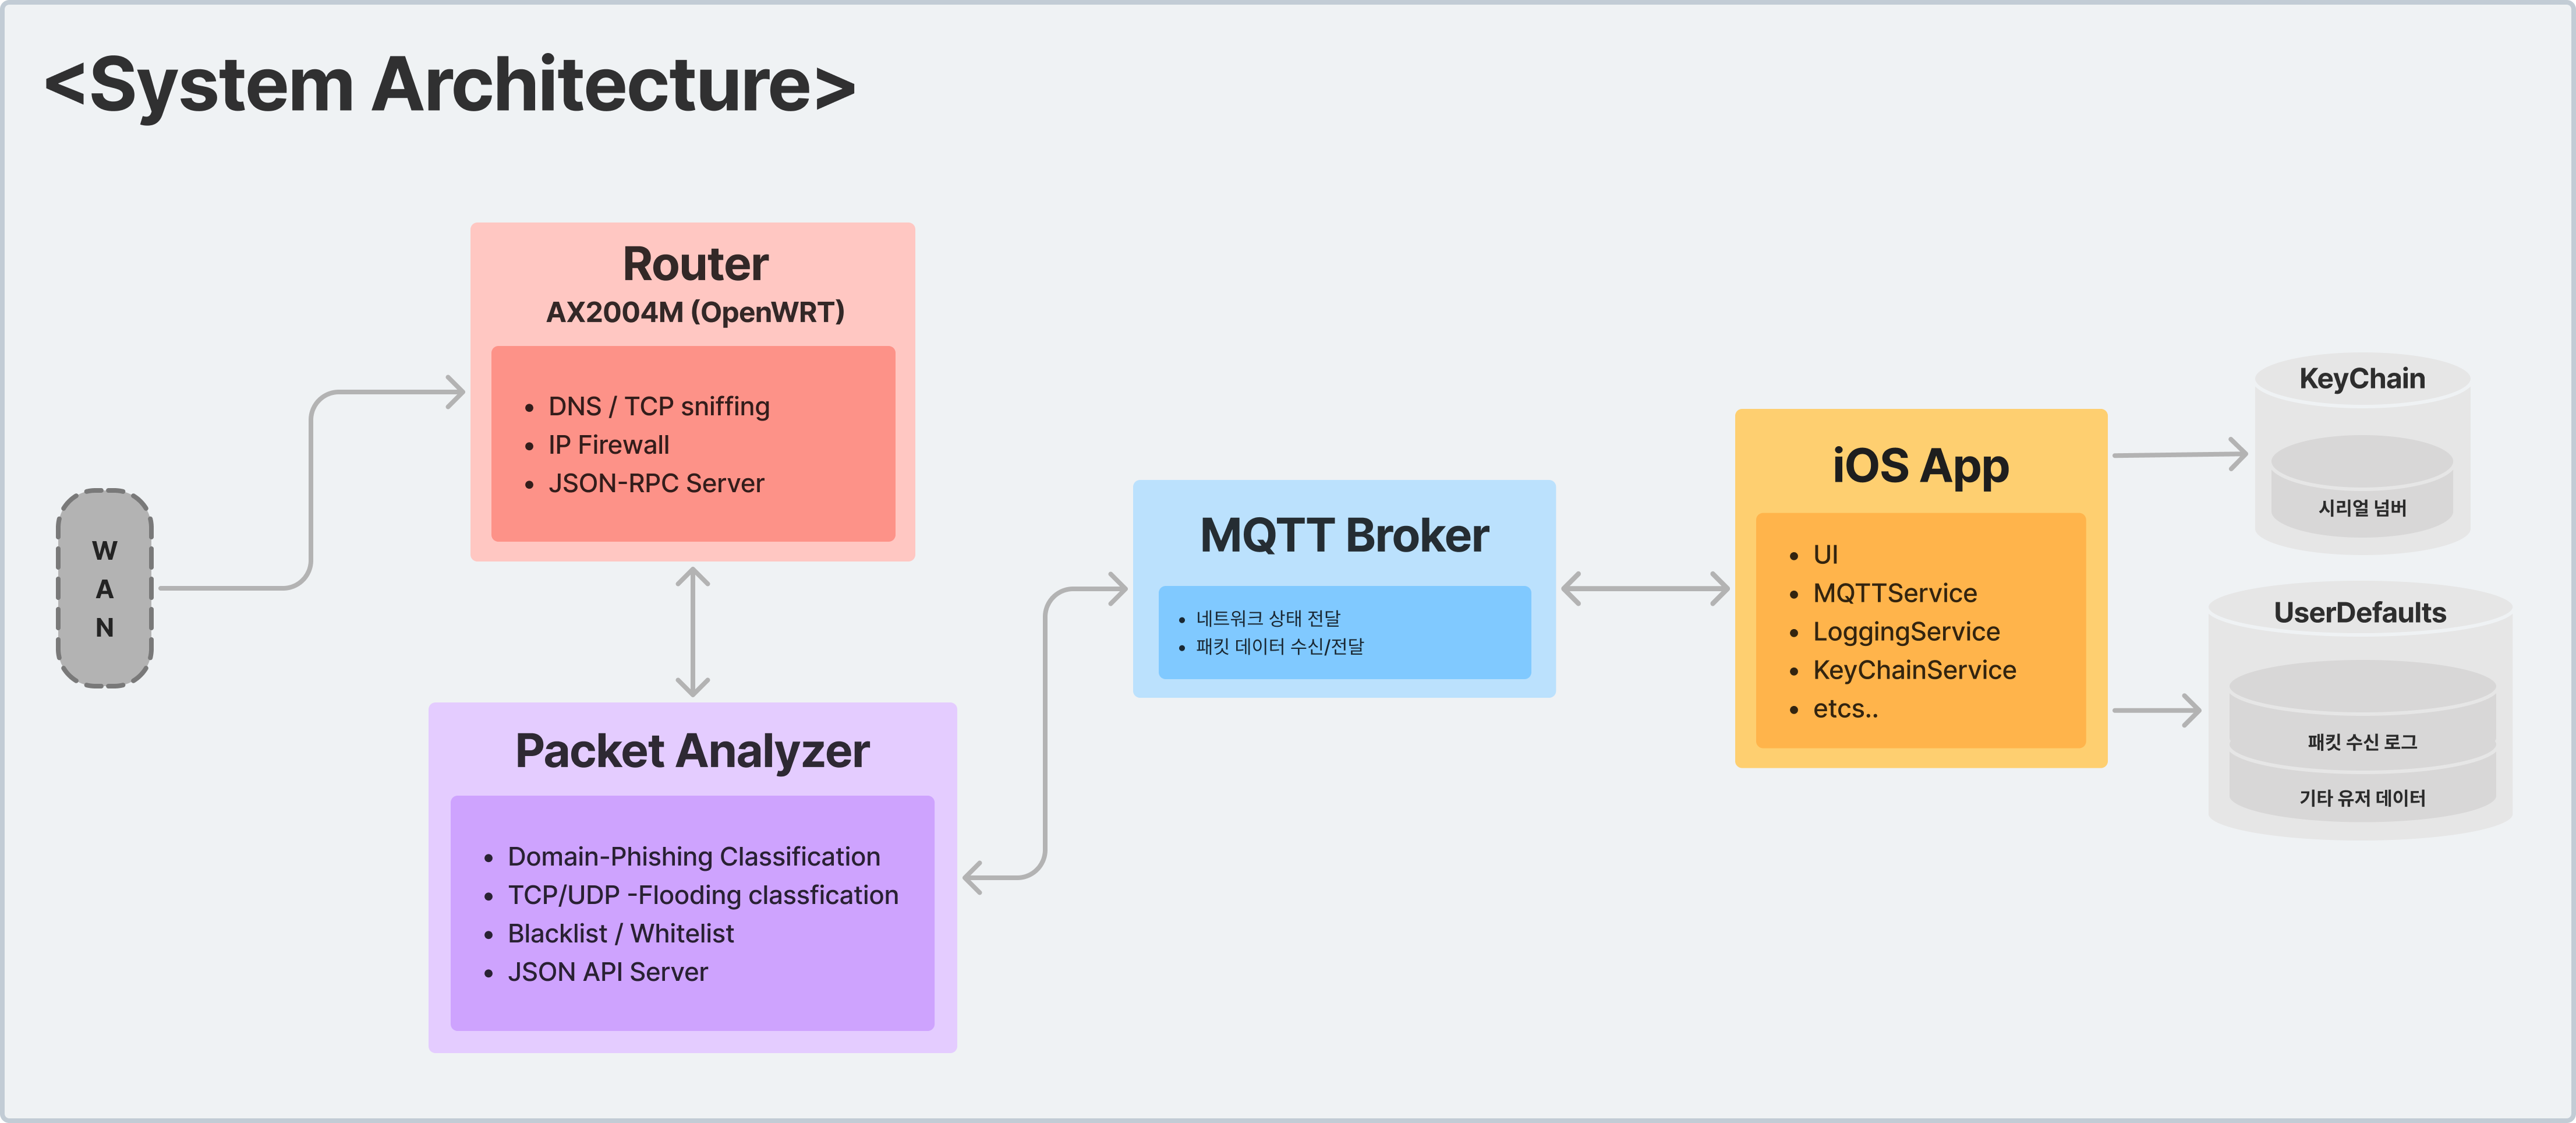 <System Architecture>
Router
AX2004M (OpenWRT)
• DNS / TCP sniffing
• IP Firewall
• JSON-RPC Server
W
A
N
Packet Analyzer
• Domain-Phishing Classification
• TCP/UDP -Flooding classfication
• Blacklist / Whitelist
• JSON API Server
MQTT Broker
• 네트워크 상태 전달
• 패킷 데이터 수신/전달
iOS App
• UI
• MQTTService
• LoggingService
• KeyChainService
• etcs..
KeyChain
시리얼 넘버
UserDefaults
패킷 수신 로그
기타 유저 데이터